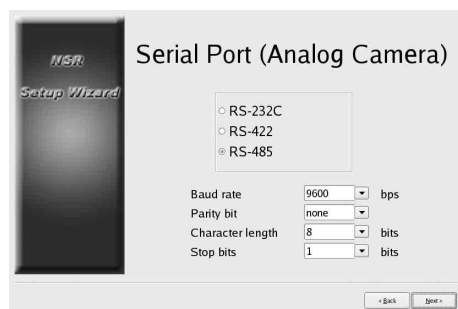 NSR
Setup Wizard
Serial Port (Analog Camera)
RS-232C
RS-422
RS-485
Baud rate 9600 bps
Parity bit none
Character length 8 bits
Stop bits 1 bits
< Back Next >